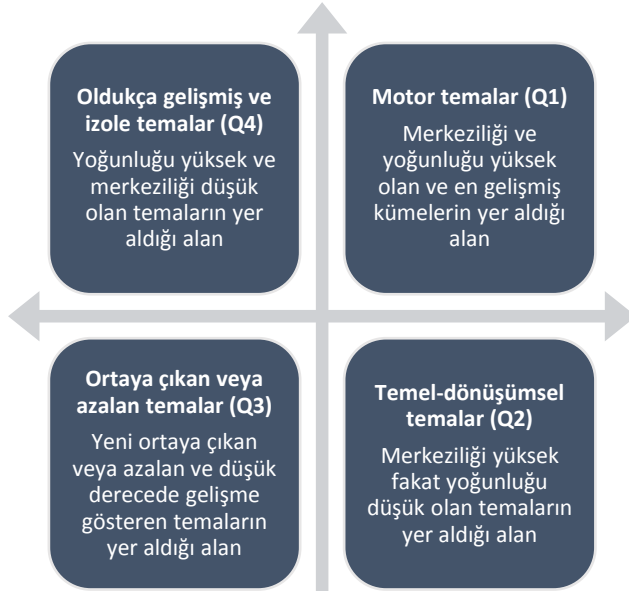 Oldukça gelişmiş ve
izole temalar (Q4)
Yoğunluğu yüksek ve
merkeziliği düşük
olan temaların yer
aldığı alan
Motor temalar (Q1)
Merkeziliği ve
yoğunluğu yüksek
olan ve en gelişmiş
kümelerin yer aldığı
alan
Ortaya çıkan veya
azalan temalar (Q3)
Yeni ortaya çıkan
veya azalan ve düşük
derecede gelişme
gösteren temaların
yer aldığı alan
Temel-dönüşümsel
temalar (Q2)
Merkeziliği yüksek
fakat yoğunluğu
düşük olan temaların
yer aldığı alan